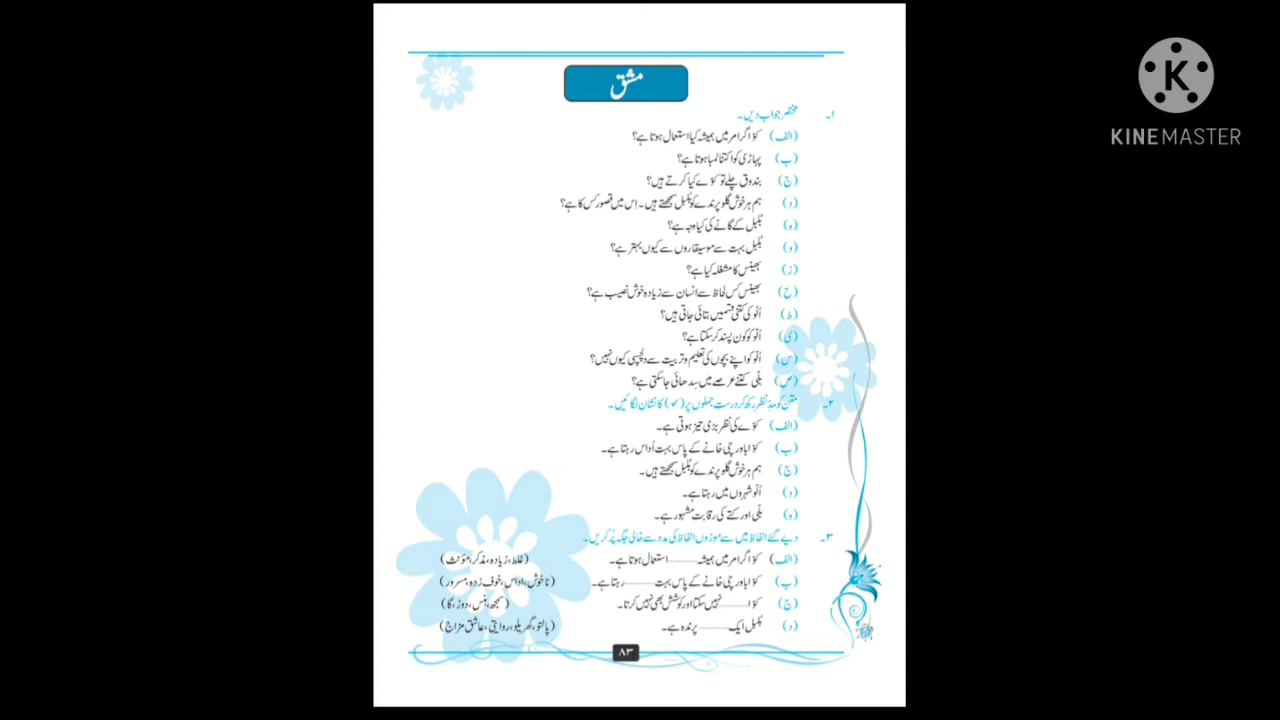 مشق
۱۔ مختصر جواب دیں۔
(الف) کوّا گرامر میں ہمیشہ کیا استعمال ہوتا ہے؟
(ب) پہاڑی کوا کتنا لمبا ہوتا ہے؟
(ج) بندوق چلے تو کوّے کیا کرتے ہیں؟
(د) ہم ہر خوش گلو پرندے کو بُلبل سمجھتے ہیں۔ اِس میں قصور کس کا ہے؟
(ہ) بُلبل کے گانے کی کیا وجہ ہے؟
(و) بُلبل بہت سے موسیقاروں سے کیوں بہتر ہے؟
(ز) بھینس کا مشغلہ کیا ہے؟
(ح) بھینس کس لحاظ سے انسان سے زیادہ خوش نصیب ہے؟
(ط) اُلّو کی کتنی قسمیں بتائی جاتی ہیں؟
(ی) اُلّو کو کون پسند کر سکتا ہے؟
(س) اُلّو کو اپنے بچوں کی تعلیم و تربیت سے دلچسپی کیوں نہیں؟
(ص) بلّی کتنے عرصے میں سِدھائی جا سکتی ہے؟
۲۔ متن کو مدِّ نظر رکھ کر درست جملوں پر (✓) کا نشان لگائیں۔
(الف) کوّے کی نظر بڑی تیز ہوتی ہے۔
(ب) کوّا باورچی خانے کے پاس بہت اُداس رہتا ہے۔
(ج) ہم ہر خوش گلو پرندے کو بُلبل سمجھتے ہیں۔
(د) اُلّو شہروں میں رہتا ہے۔
(ہ) بلّی اور کتے کی رقابت مشہور ہے۔
۳۔ دیے گئے الفاظ میں سے موزوں الفاظ کی مدد سے خالی جگہ پُر کریں۔
(الف) کوّا گرامر میں ہمیشہ ............ استعمال ہوتا ہے۔ (غلط، زیادہ، مذکر، مؤنث)
(ب) کوّا باورچی خانے کے پاس بہت ............ رہتا ہے۔ (ناخوش، اداس، خوف زدہ، مسرور)
(ج) کوّا ............ نہیں سکتا اور کوشش بھی نہیں کرتا۔ (سمجھ، ہنس، دوڑ، گا)
(د) بُلبل ایک ............ پرندہ ہے۔ (پالتو، گھریلو، روایتی، عاشق مزاج)
۸۳
K
KINEMASTER